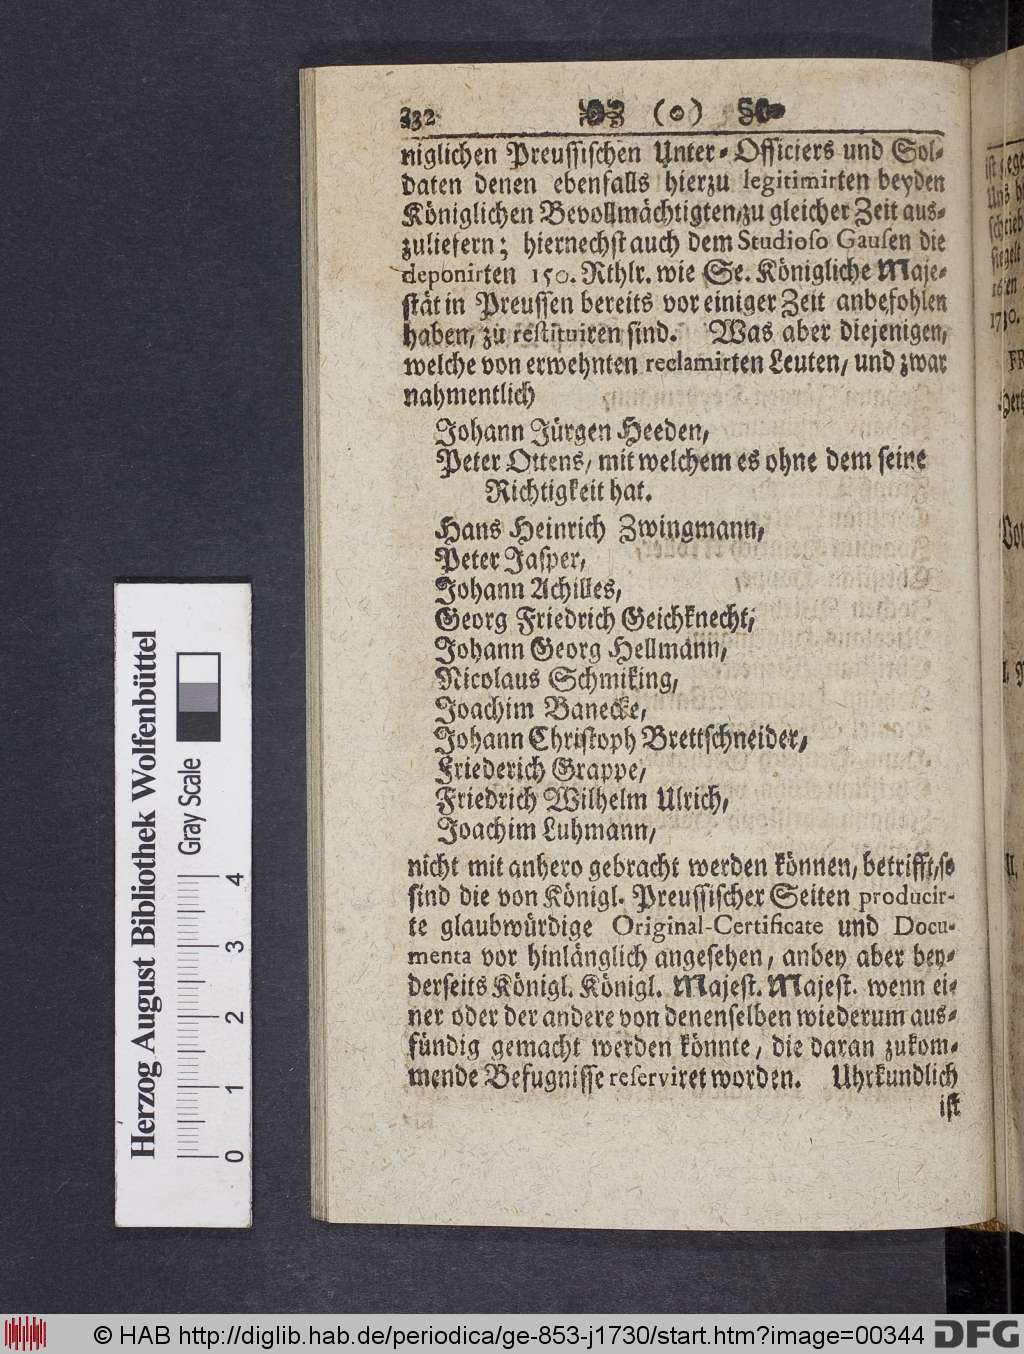 332 (o)
niglichen Preussischen Unter-Officiers und Sol-
daten denen ebenfalls hierzu legitimirten beyden
Königlichen Bevollmächtigten/zu gleicher Zeit aus-
zuliefern; hiernechst auch dem Studioso Gausen die
deponirten 150. Rthlr. wie Se. Königliche Maje-
stät in Preussen bereits vor einiger Zeit anbefohlen
haben, zu restituiren sind. Was aber diejenigen,
welche von erwehnten reclamirten Leuten/ und zwar
nahmentlich
Johann Jürgen Heeden,
Peter Ottens/ mit welchem es ohne dem seine
Richtigkeit hat.
Hans Heinrich Zwingmann,
Peter Jasper,
Johann Achilles,
Georg Friedrich Geichknecht,
Johann Georg Hellmann,
Nicolaus Schmiking,
Joachim Banecke,
Johann Christoph Brettschneider,
Friederich Grappe,
Friedrich Wilhelm Ulrich,
Joachim Luhmann,
nicht mit anhero gebracht werden können, betrifft, so
sind die von Königl. Preussischer Seiten producir-
te glaubwürdige Original-Certificate und Docu-
menta vor hinlänglich angesehen, anbey aber bey-
derseits Königl. Königl. Majest. Majest. wenn ei-
ner oder der andere von denenselben wiederum aus-
fündig gemacht werden könnte, die daran zukom-
mende Befugnisse reserviret worden. Uhrkundlich
ist
Herzog August Bibliothek Wolfenbüttel
Gray Scale
0 1 2 3 4
© HAB http://diglib.hab.de/periodica/ge-853-j1730/start.htm?image=00344 DFG